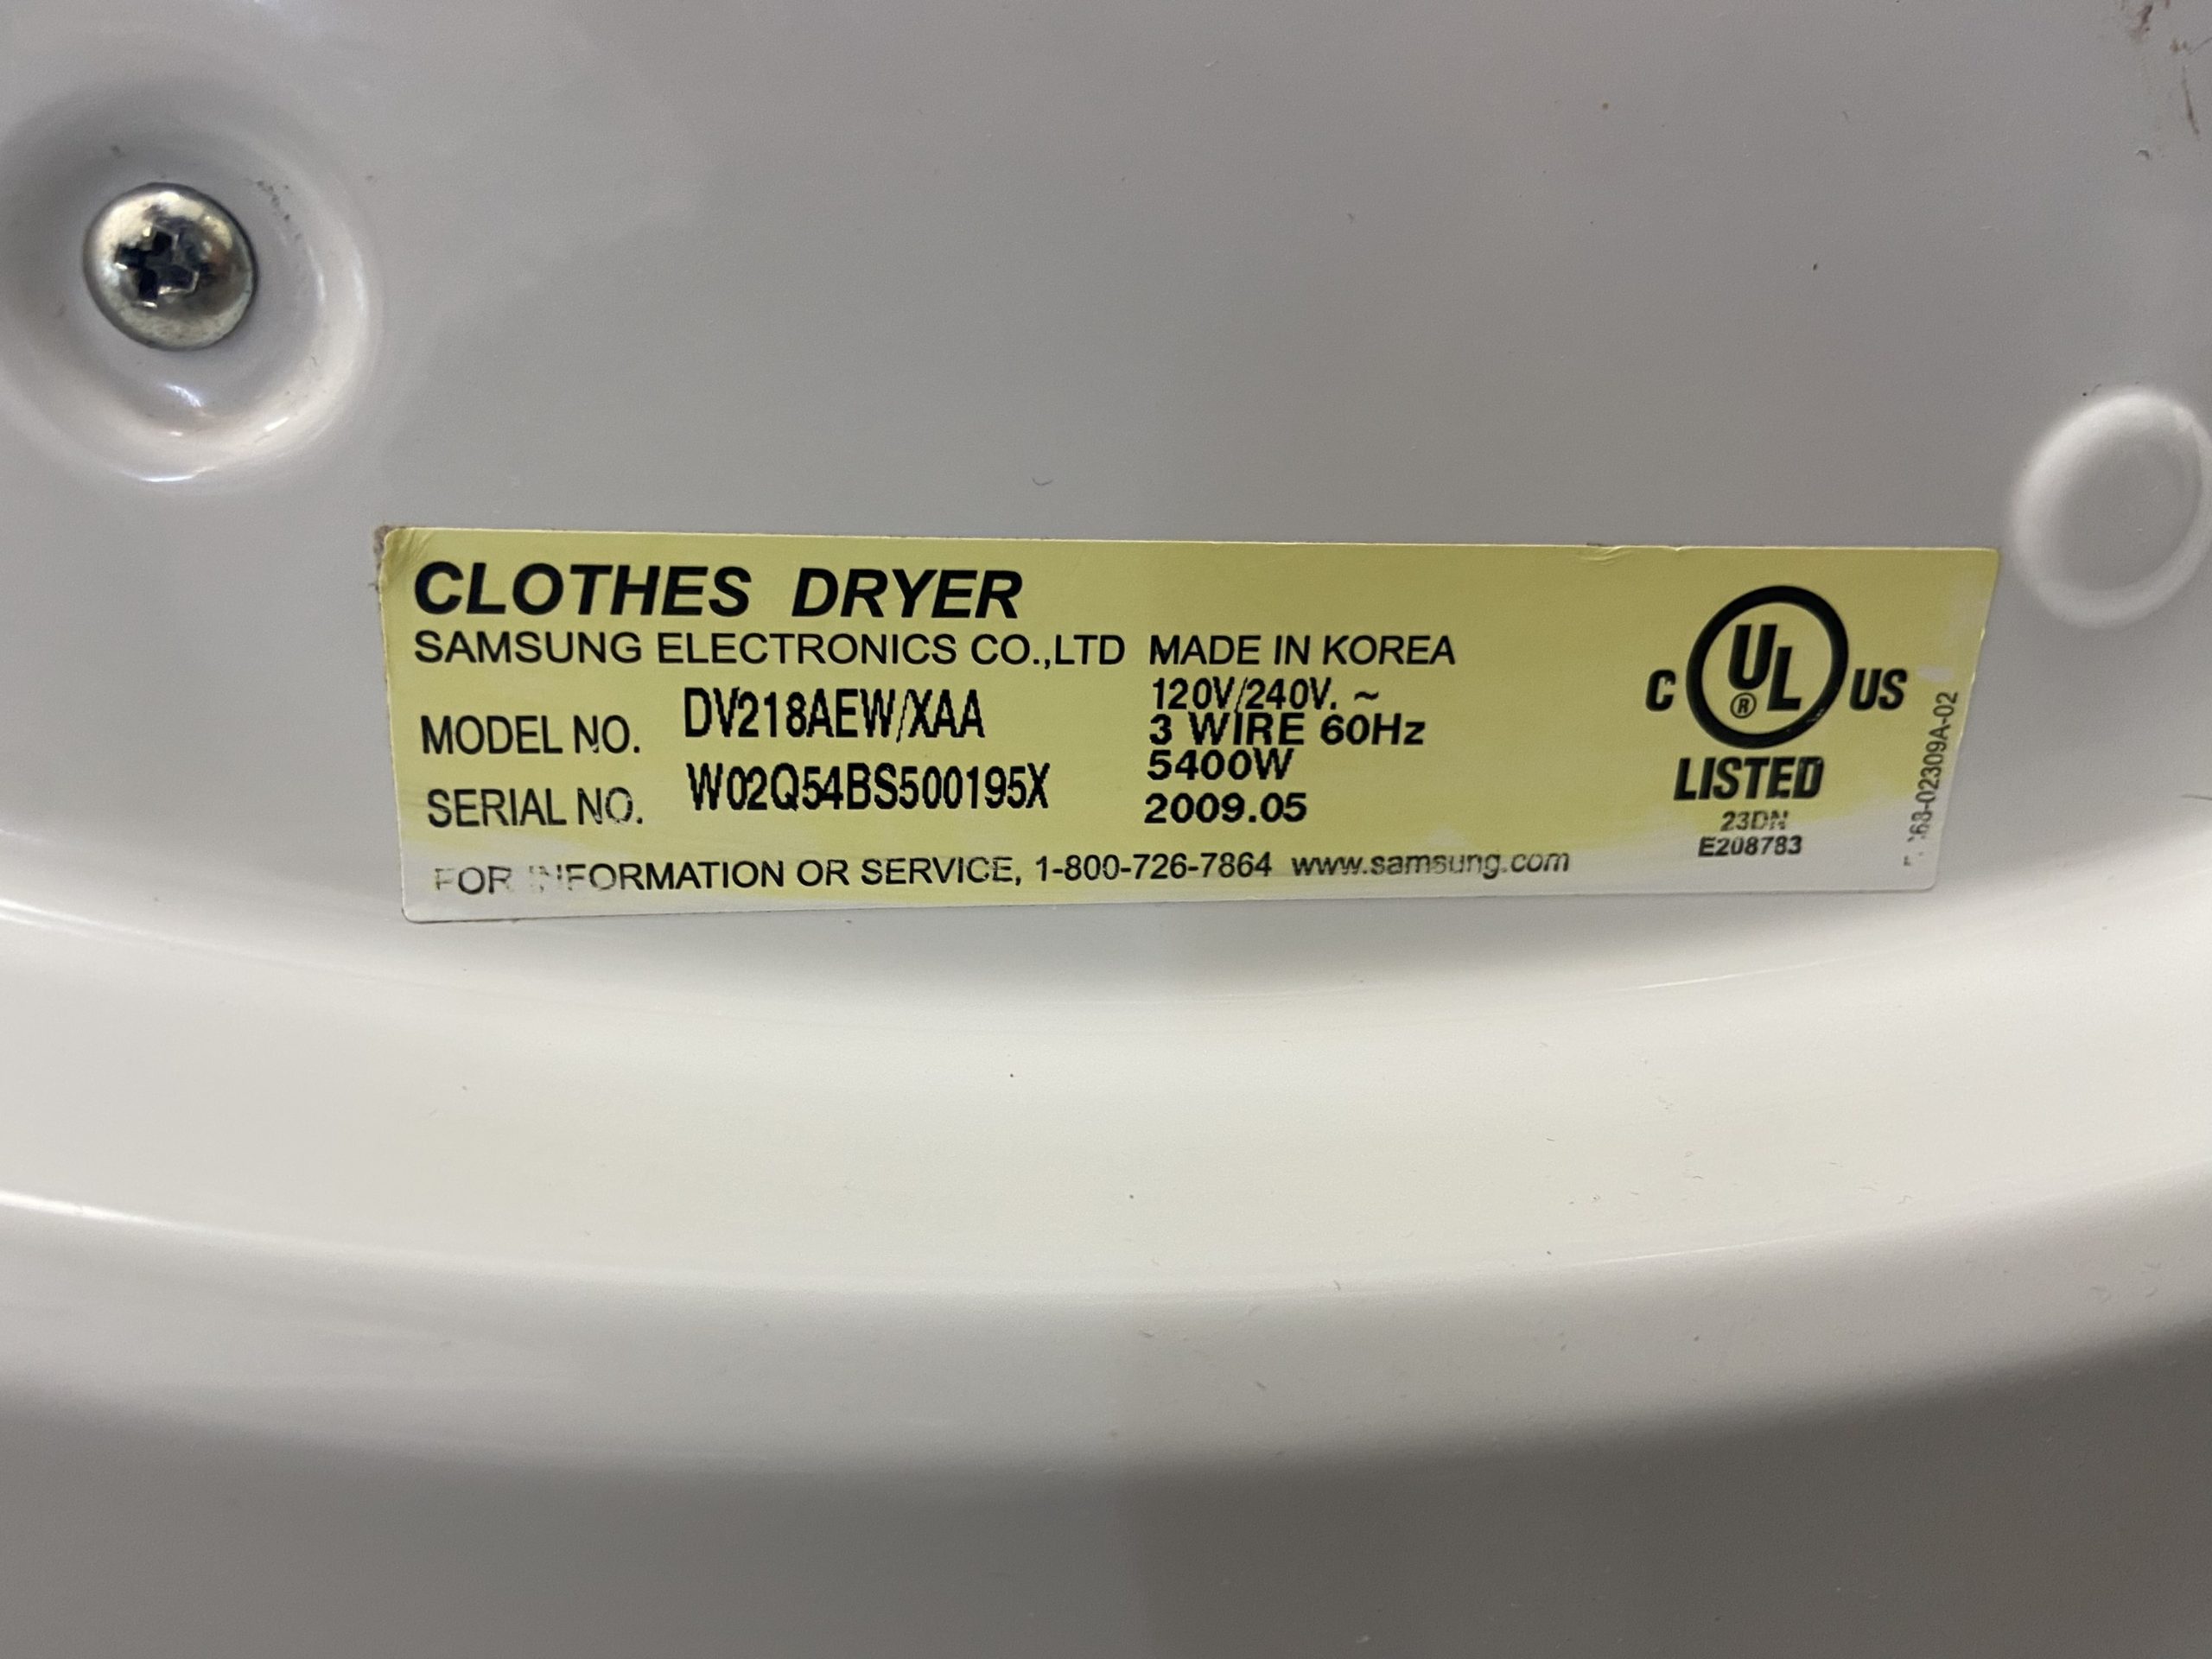 CLOTHES DRYER
SAMSUNG ELECTRONICS CO.,LTD MADE IN KOREA
MODEL NO. DV218AEW/XAA
SERIAL NO. W02Q54BS500195X
120V/240V. ~
3 WIRE 60Hz
5400W
2009.05
FOR INFORMATION OR SERVICE, 1-800-726-7864 www.samsung.com
C UL® US
LISTED
23DN
E208783